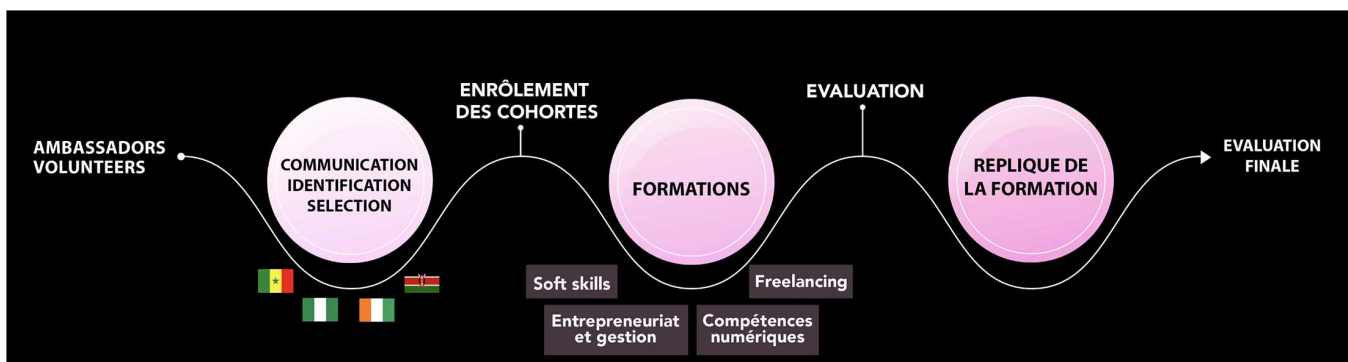 AMBASSADORS
VOLUNTEERS
COMMUNICATION
IDENTIFICATION
SELECTION
ENRÔLEMENT
DES COHORTES
FORMATIONS
Soft skills
Freelancing
Entrepreneuriat
et gestion
Compétences
numériques
EVALUATION
REPLIQUE DE
LA FORMATION
EVALUATION
FINALE